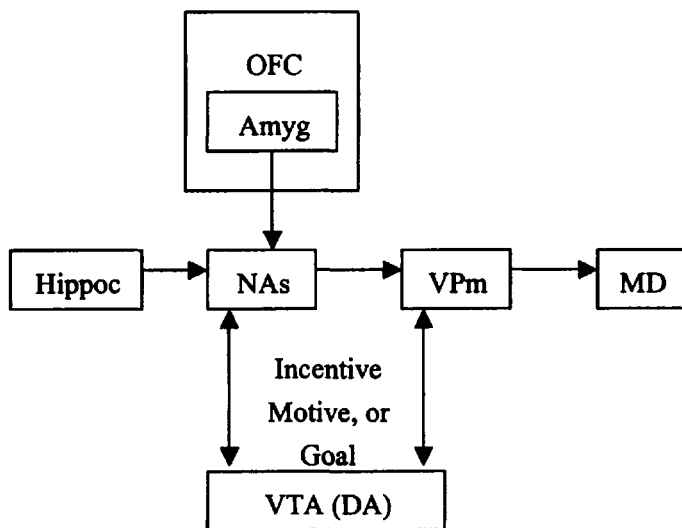 OFC
Amyg
Hippoc
NAs
VPm
MD
Incentive
Motive, or
Goal
VTA (DA)